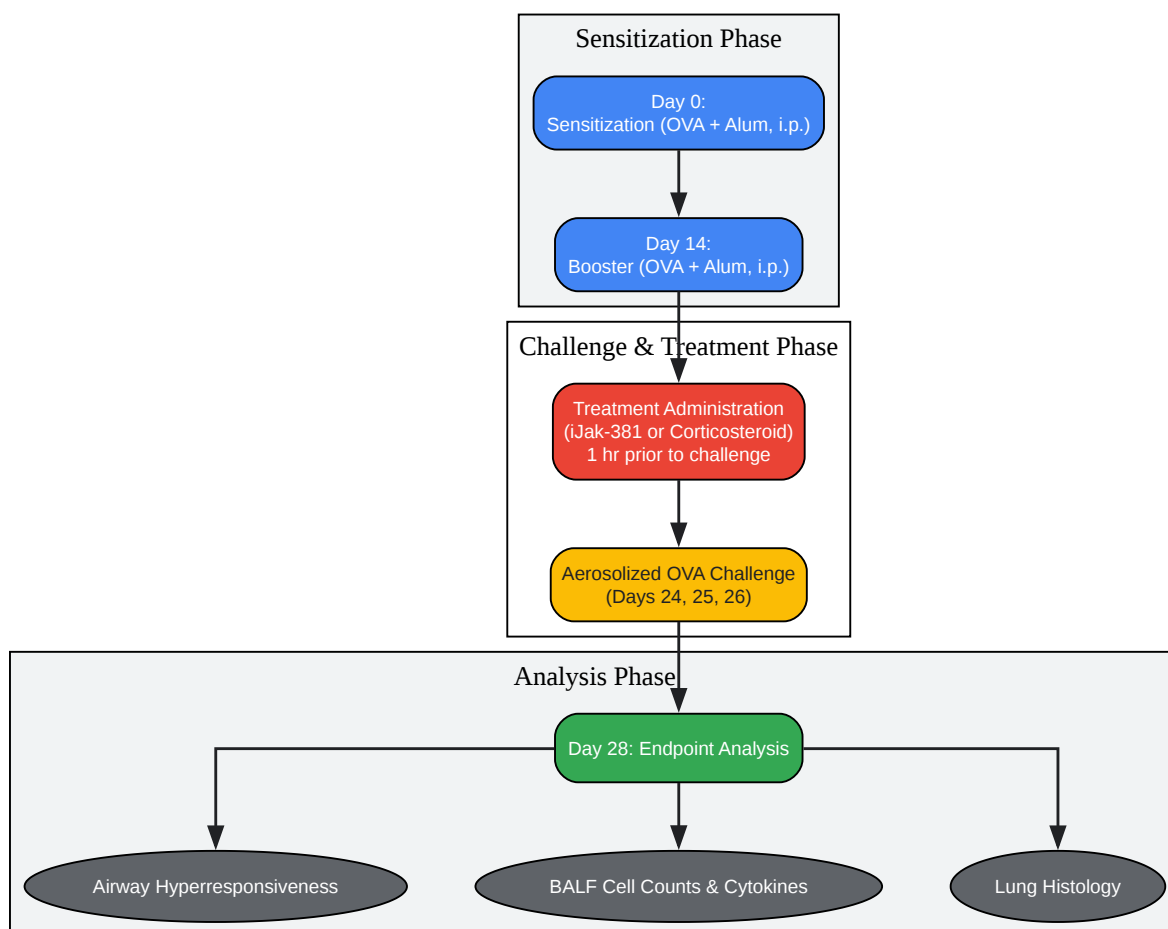 Sensitization Phase
Day 0:
Sensitization (OVA + Alum, i.p.)
Day 14:
Booster (OVA + Alum, i.p.)
Challenge & Treatment Phase
Treatment Administration
(iJak-381 or Corticosteroid)
1 hr prior to challenge
Aerosolized OVA Challenge
(Days 24, 25, 26)
Analysis Phase
Day 28: Endpoint Analysis
Airway Hyperresponsiveness
BALF Cell Counts & Cytokines
Lung Histology